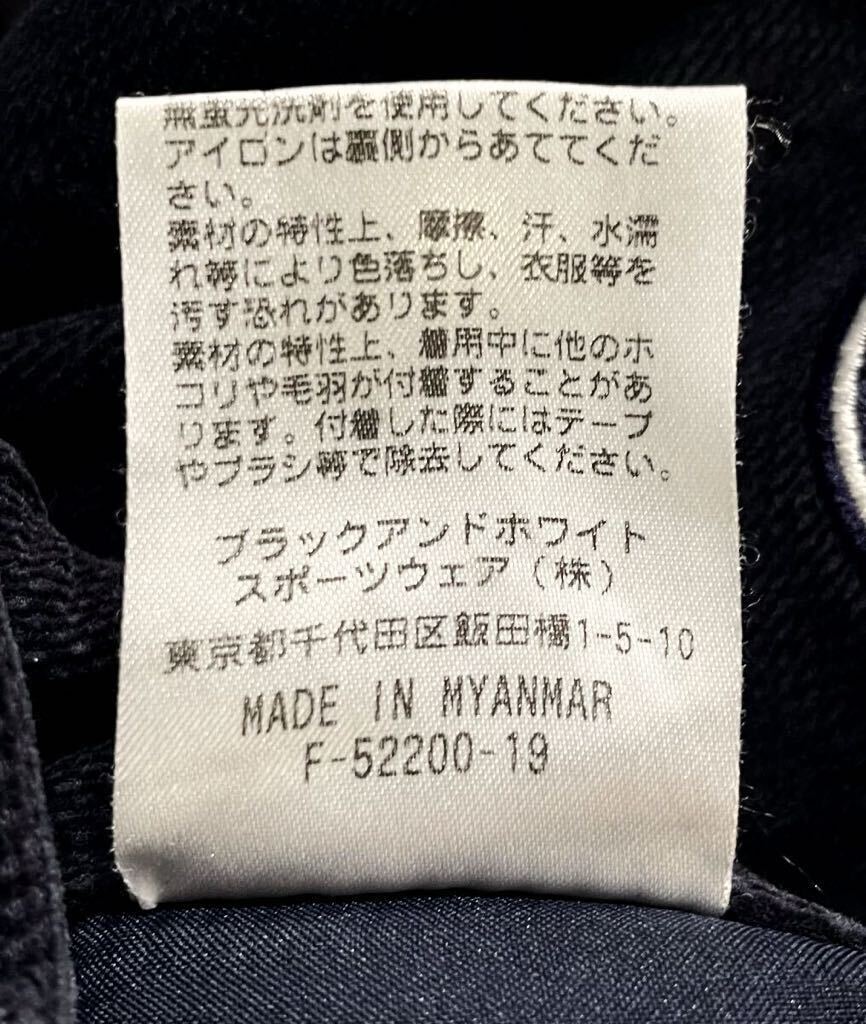 無蛍光洗剤を使用してください。
アイロンは裏側からあててくだ
さい。
素材の特性上、摩擦、汗、水濡
れ等により色落ちし、衣服等を
汚す恐れがあります。
素材の特性上、着用中に他のホ
コリや毛羽が付着することがあ
ります。付着した際にはテープ
やブラシ等で除去してください。
ブラックアンドホワイト
スポーツウェア(株)
東京都千代田区飯田橋1-5-10
MADE IN MYANMAR
F-52200-19